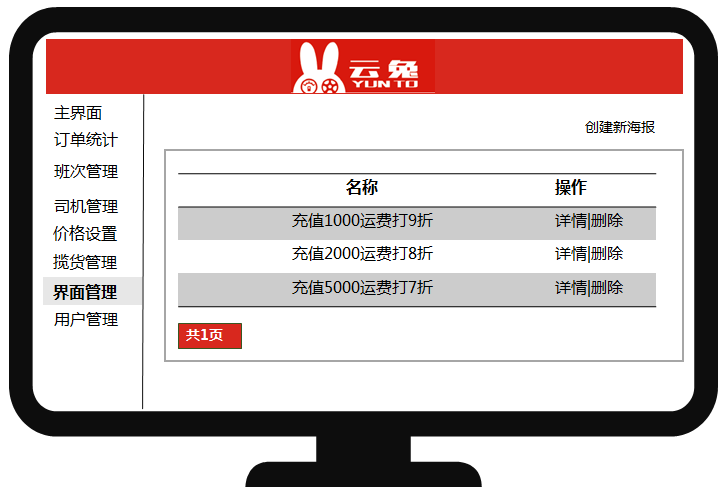 云兔
YUNTU
主界面
订单统计
班次管理
司机管理
价格设置
揽货管理
界面管理
用户管理
创建新海报
名称 操作
充值1000运费打9折 详情|删除
充值2000运费打8折 详情|删除
充值5000运费打7折 详情|删除
共1页